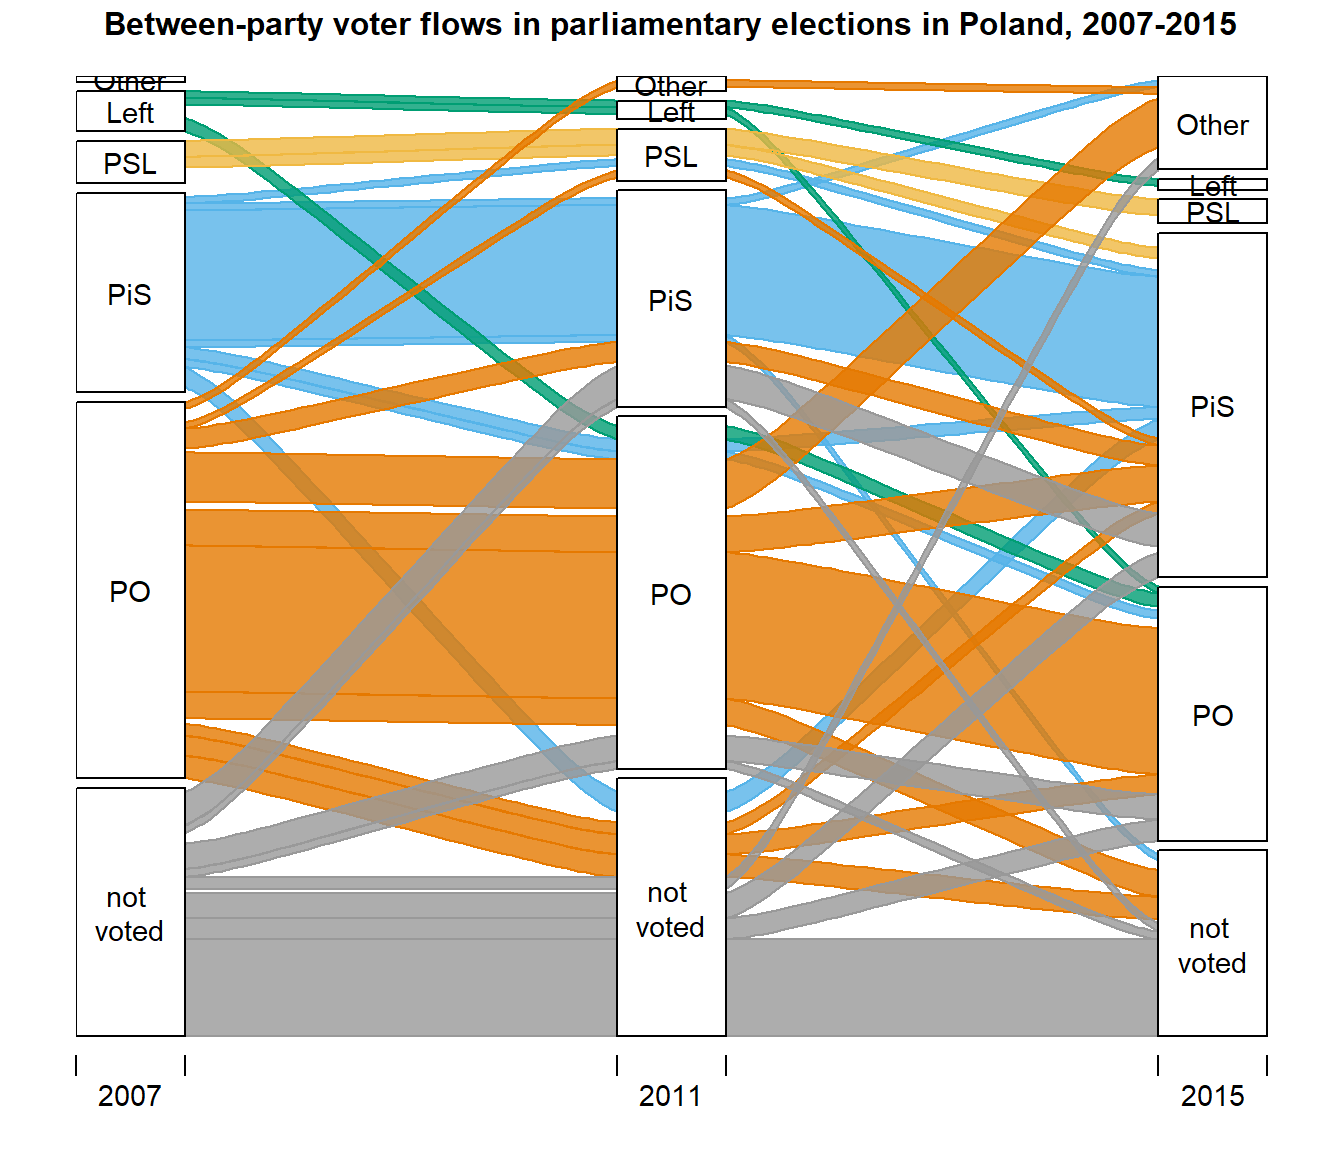 Between-party voter flows in parliamentary elections in Poland, 2007-2015
Other
Left
PSL
PiS
PO
not
voted
Other
Left
PSL
PiS
PO
not
voted
Other
Left
PSL
PiS
PO
not
voted
2007
2011
2015